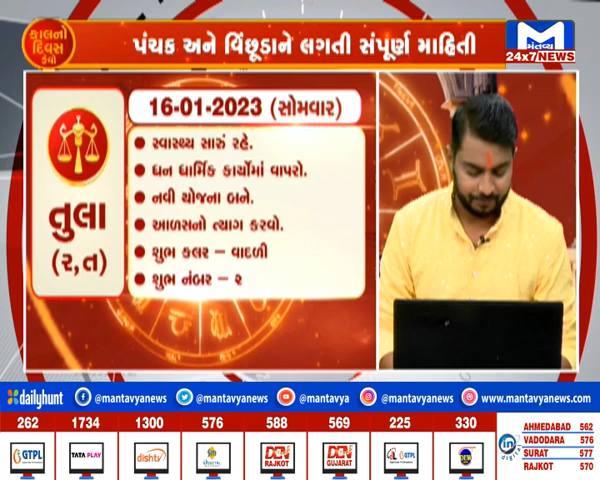 કાલનો
દિવસ
કેવો
પંચક અને વિંછૂડાને લગતી સંપૂર્ણ માહિતી
મંતવ્ય
24x7NEWS
16-01-2023 (સોમવાર)
તુલા
(ર,ત)
સ્વાસ્થ્ય સારું રહે.
ધન ધાર્મિક કાર્યોમાં વાપરો.
નવી યોજના બને.
આળસનો ત્યાગ કરવો.
શુભ કલર – વાદળી
શુભ નંબર – ૨
dailyhunt @mantavyanews @mantavyanews @mantavya @mantavyanews www.mantavyanews.com
262 1734 1300 576 588 569 225 330
GTPL TATA PLAY dishtv DEN RAJKOT DEN GUJARAT GTPL
in digital
AHMEDABAD 562
VADODARA 576
SURAT 577
RAJKOT 570